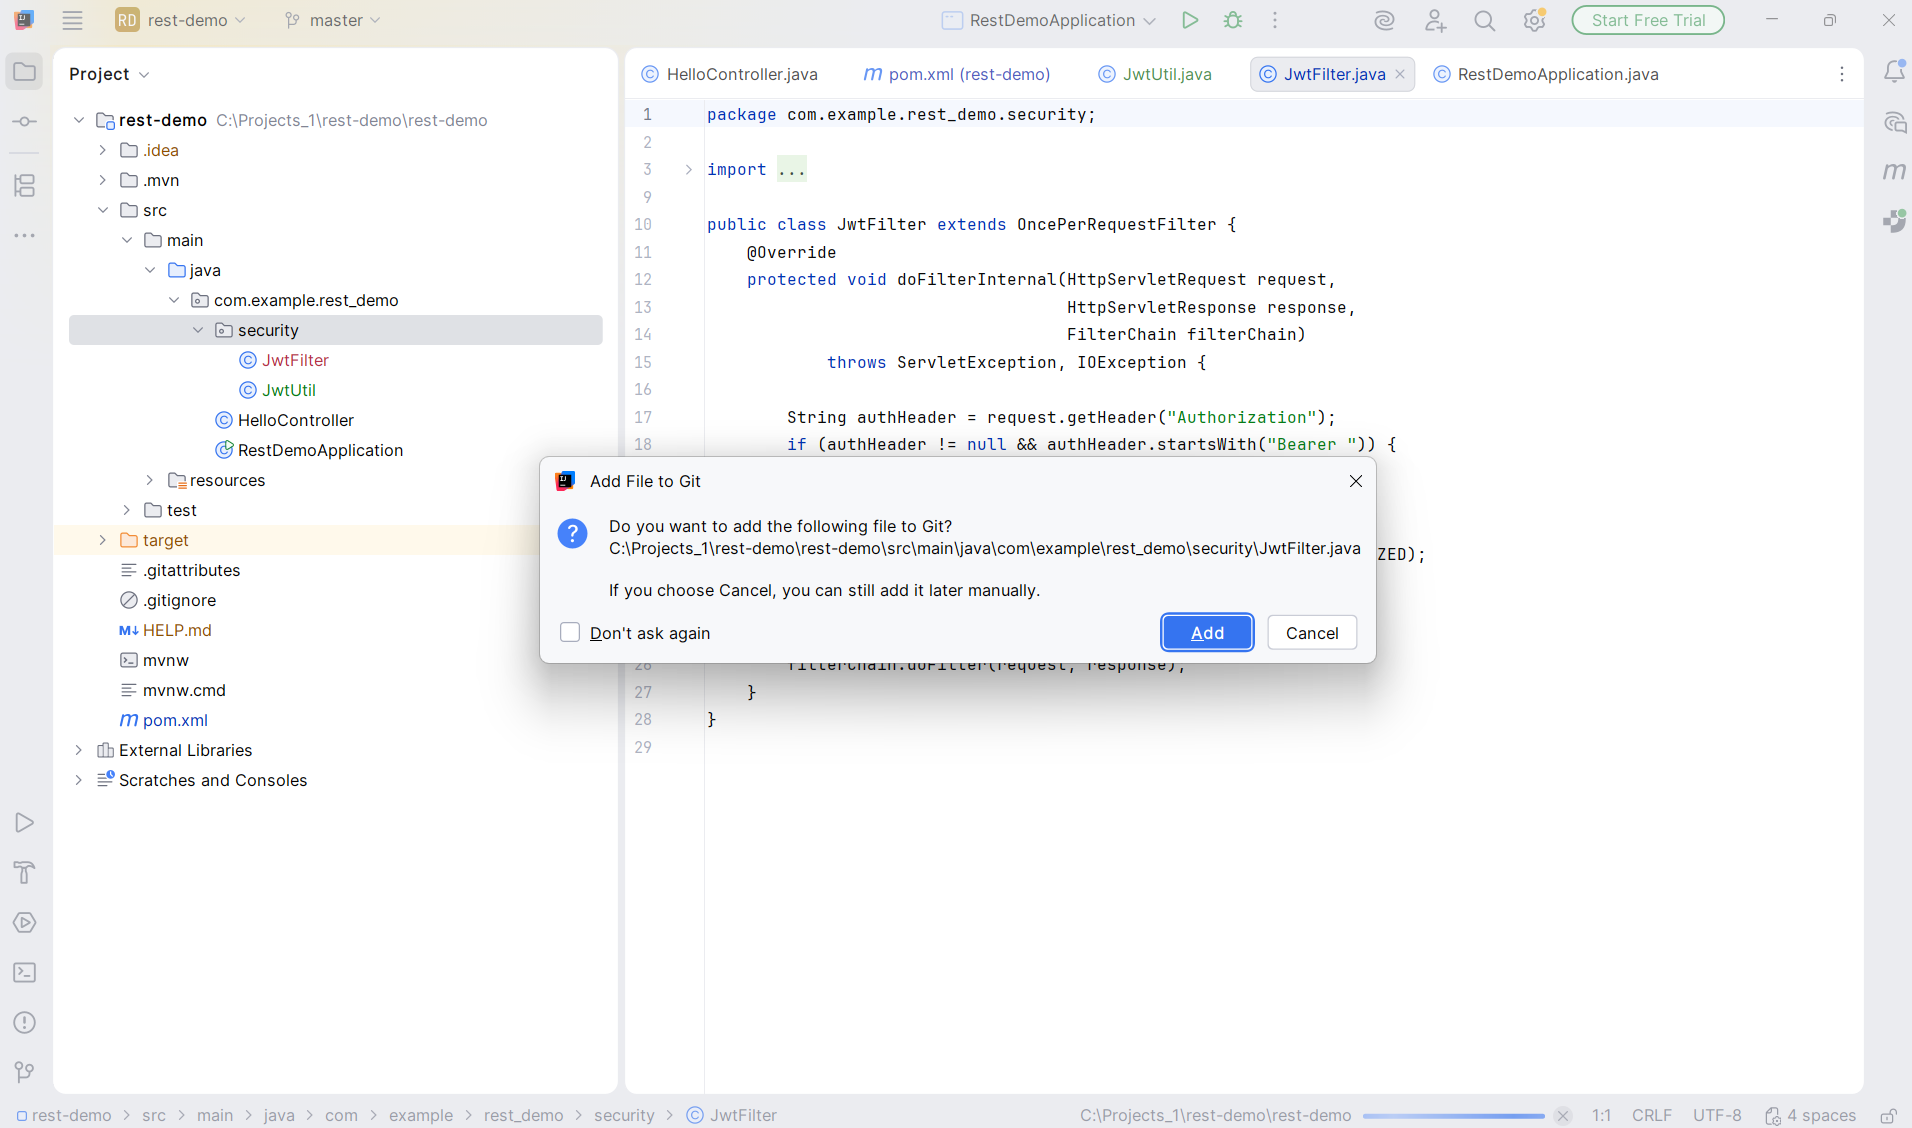 RD rest-demo master RestDemoApplication Start Free Trial
Project
rest-demo C:\Projects_1\rest-demo\rest-demo
.idea
.mvn
src
main
java
com.example.rest_demo
security
JwtFilter
JwtUtil
HelloController
RestDemoApplication
resources
test
target
.gitattributes
.gitignore
M↓ HELP.md
mvnw
mvnw.cmd
m pom.xml
External Libraries
Scratches and Consoles
HelloController.java pom.xml (rest-demo) JwtUtil.java JwtFilter.java RestDemoApplication.java
1 package com.example.rest_demo.security;
2
3 import ...
9
10 public class JwtFilter extends OncePerRequestFilter {
11 @Override
12 protected void doFilterInternal(HttpServletRequest request,
13 HttpServletResponse response,
14 FilterChain filterChain)
15 throws ServletException, IOException {
16
17 String authHeader = request.getHeader("Authorization");
18 if (authHeader != null && authHeader.startsWith("Bearer ")) {
ZED);
26 filterChain.doFilter(request, response);
27 }
28 }
29
Add File to Git
Do you want to add the following file to Git?
C:\Projects_1\rest-demo\rest-demo\src\main\java\com\example\rest_demo\security\JwtFilter.java
If you choose Cancel, you can still add it later manually.
Don't ask again Add Cancel
rest-demo > src > main > java > com > example > rest_demo > security > JwtFilter C:\Projects_1\rest-demo\rest-demo 1:1 CRLF UTF-8 4 spaces